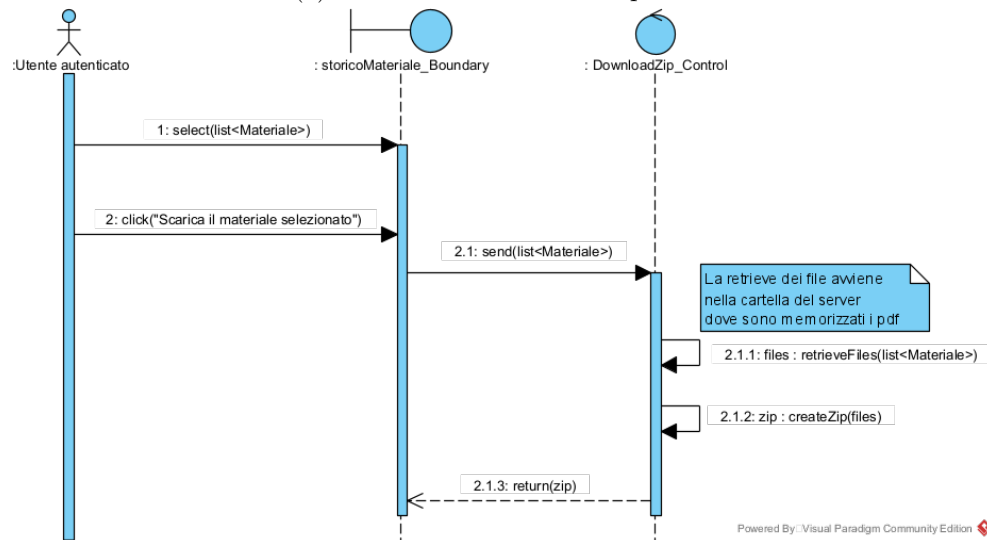 :Utente autenticato
: storicoMateriale_Boundary
: DownloadZip_Control
1: select(list<Materiale>)
2: click("Scarica il materiale selezionato")
2.1: send(list<Materiale>)
La retrieve dei file avviene
nella cartella del server
dove sono memorizzati i pdf
2.1.1: files : retrieveFiles(list<Materiale>)
2.1.2: zip : createZip(files)
2.1.3: return(zip)
Powered By Visual Paradigm Community Edition